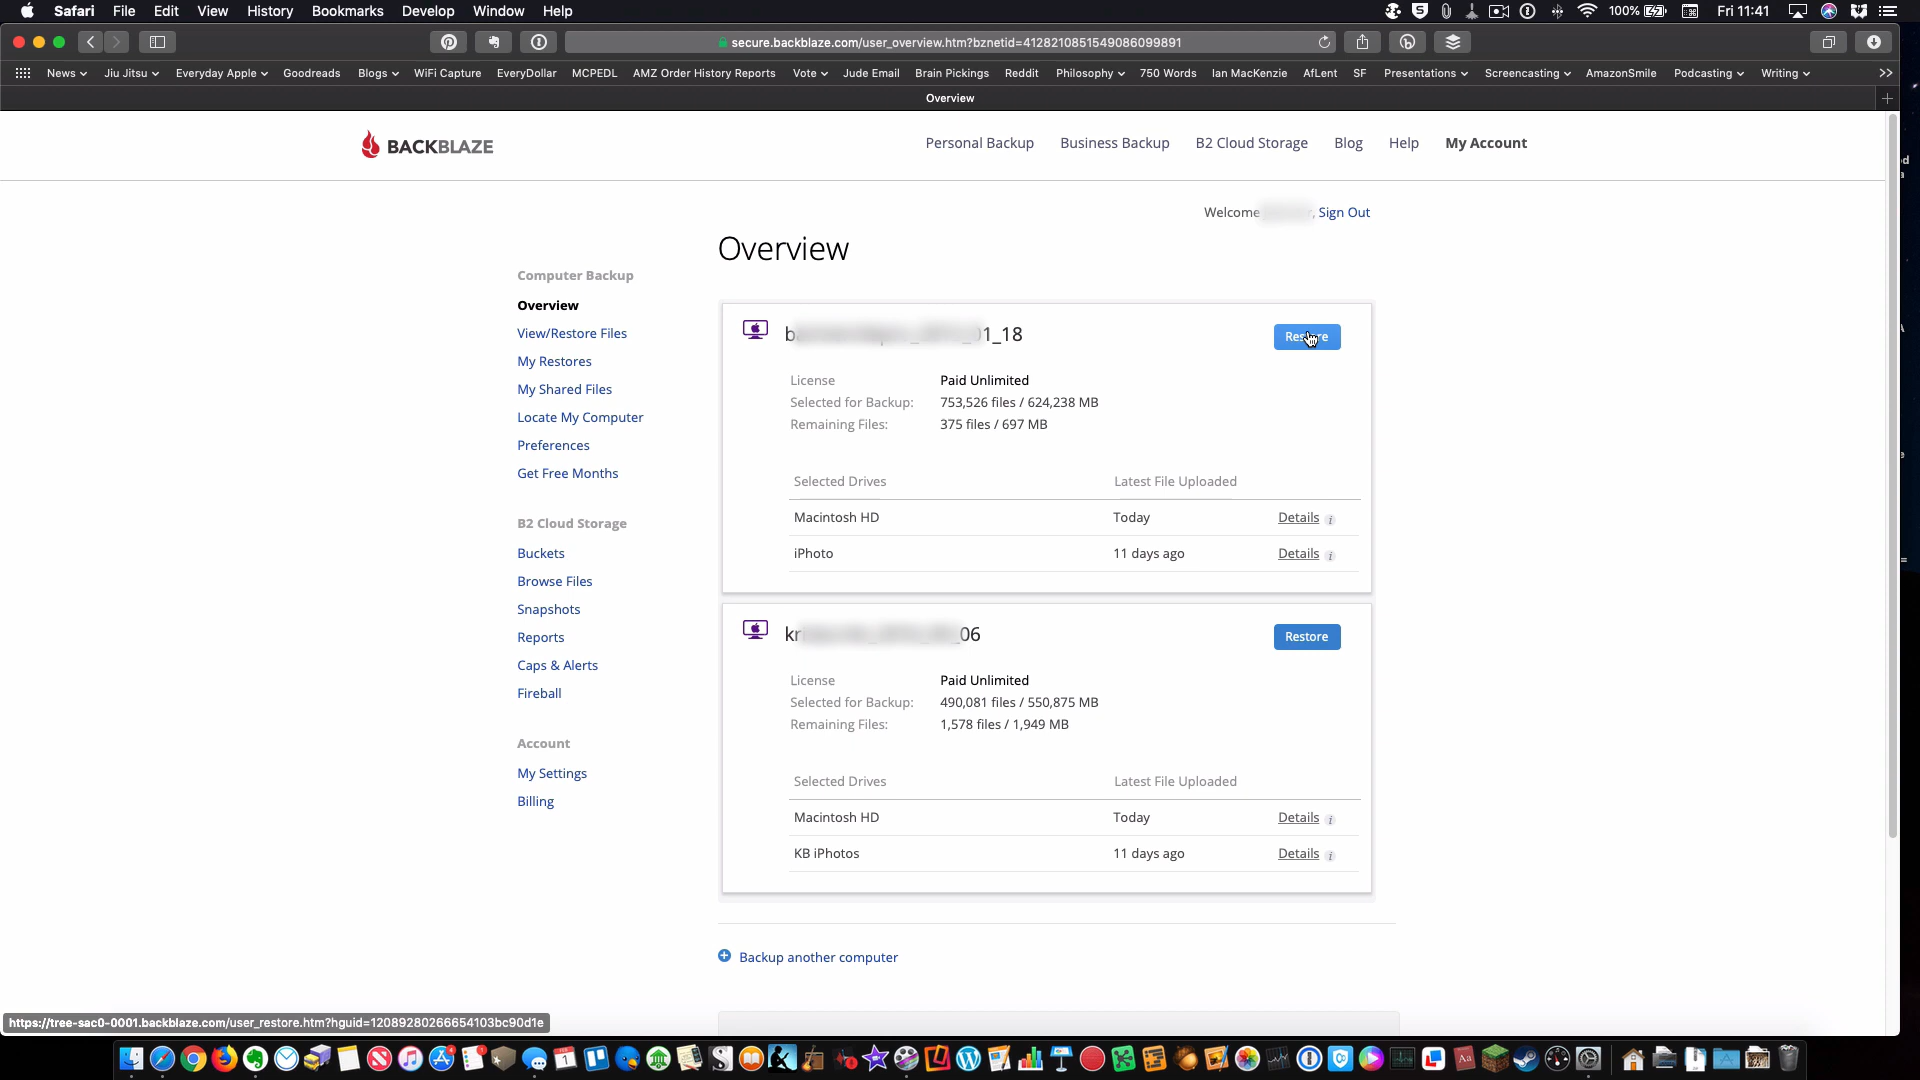 Safari File Edit View History Bookmarks Develop Window Help 100% Fri 11:41
secure.backblaze.com/user_overview.htm?bznetid=4128210851549086099891
News Jiu Jitsu Everyday Apple Goodreads Blogs WiFi Capture EveryDollar MCPEDL AMZ Order History Reports Vote Jude Email Brain Pickings Reddit Philosophy 750 Words Ian MacKenzie AfLent SF Presentations Screencasting AmazonSmile Podcasting Writing
Overview
BACKBLAZE
Personal Backup Business Backup B2 Cloud Storage Blog Help My Account
Welcome , Sign Out
Overview
Computer Backup
Overview
View/Restore Files
My Restores
My Shared Files
Locate My Computer
Preferences
Get Free Months
B2 Cloud Storage
Buckets
Browse Files
Snapshots
Reports
Caps & Alerts
Fireball
Account
My Settings
Billing
1_18
Restore
License Paid Unlimited
Selected for Backup: 753,526 files / 624,238 MB
Remaining Files: 375 files / 697 MB
Selected Drives Latest File Uploaded
Macintosh HD Today Details i
iPhoto 11 days ago Details i
06
Restore
License Paid Unlimited
Selected for Backup: 490,081 files / 550,875 MB
Remaining Files: 1,578 files / 1,949 MB
Selected Drives Latest File Uploaded
Macintosh HD Today Details i
KB iPhotos 11 days ago Details i
Backup another computer
https://tree-sac0-0001.backblaze.com/user_restore.htm?hguid=12089280266654103bc90d1e